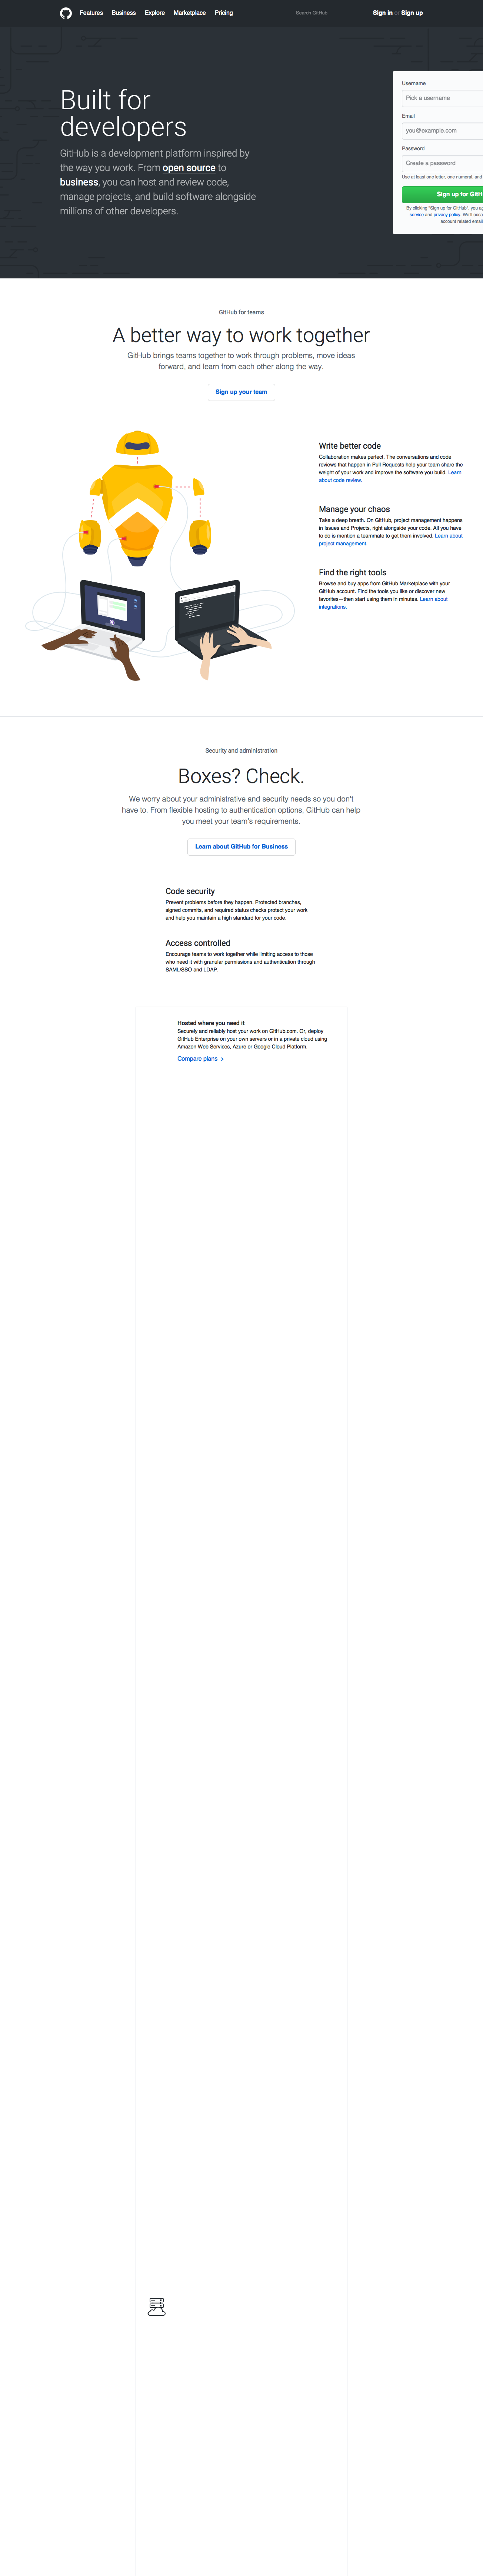 Features Business Explore Marketplace Pricing Search GitHub Sign in or Sign up
Built for
developers
GitHub is a development platform inspired by
the way you work. From open source to
business, you can host and review code,
manage projects, and build software alongside
millions of other developers.
Username
Pick a username
Email
you@example.com
Password
Create a password
Use at least one letter, one numeral, and
Sign up for GitH
By clicking "Sign up for GitHub", you ag
service and privacy policy. We'll occa
account related email
GitHub for teams
A better way to work together
GitHub brings teams together to work through problems, move ideas
forward, and learn from each other along the way.
Sign up your team
Write better code
Collaboration makes perfect. The conversations and code
reviews that happen in Pull Requests help your team share the
weight of your work and improve the software you build. Learn
about code review.
Manage your chaos
Take a deep breath. On GitHub, project management happens
in Issues and Projects, right alongside your code. All you have
to do is mention a teammate to get them involved. Learn about
project management.
Find the right tools
Browse and buy apps from GitHub Marketplace with your
GitHub account. Find the tools you like or discover new
favorites—then start using them in minutes. Learn about
integrations.
Security and administration
Boxes? Check.
We worry about your administrative and security needs so you don't
have to. From flexible hosting to authentication options, GitHub can help
you meet your team's requirements.
Learn about GitHub for Business
Code security
Prevent problems before they happen. Protected branches,
signed commits, and required status checks protect your work
and help you maintain a high standard for your code.
Access controlled
Encourage teams to work together while limiting access to those
who need it with granular permissions and authentication through
SAML/SSO and LDAP.
Hosted where you need it
Securely and reliably host your work on GitHub.com. Or, deploy
GitHub Enterprise on your own servers or in a private cloud using
Amazon Web Services, Azure or Google Cloud Platform.
Compare plans